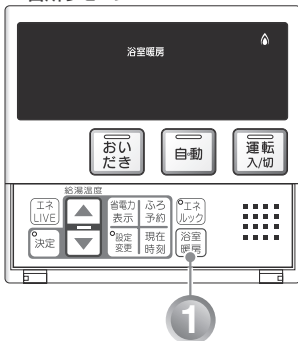 浴室暖房
おい
だき
自動
運転
入/切
給湯温度
エネ
LIVE
省電力
表示
ふろ
予約
エネ
ルック
決定
設定
変更
現在
時刻
浴室
暖房
1